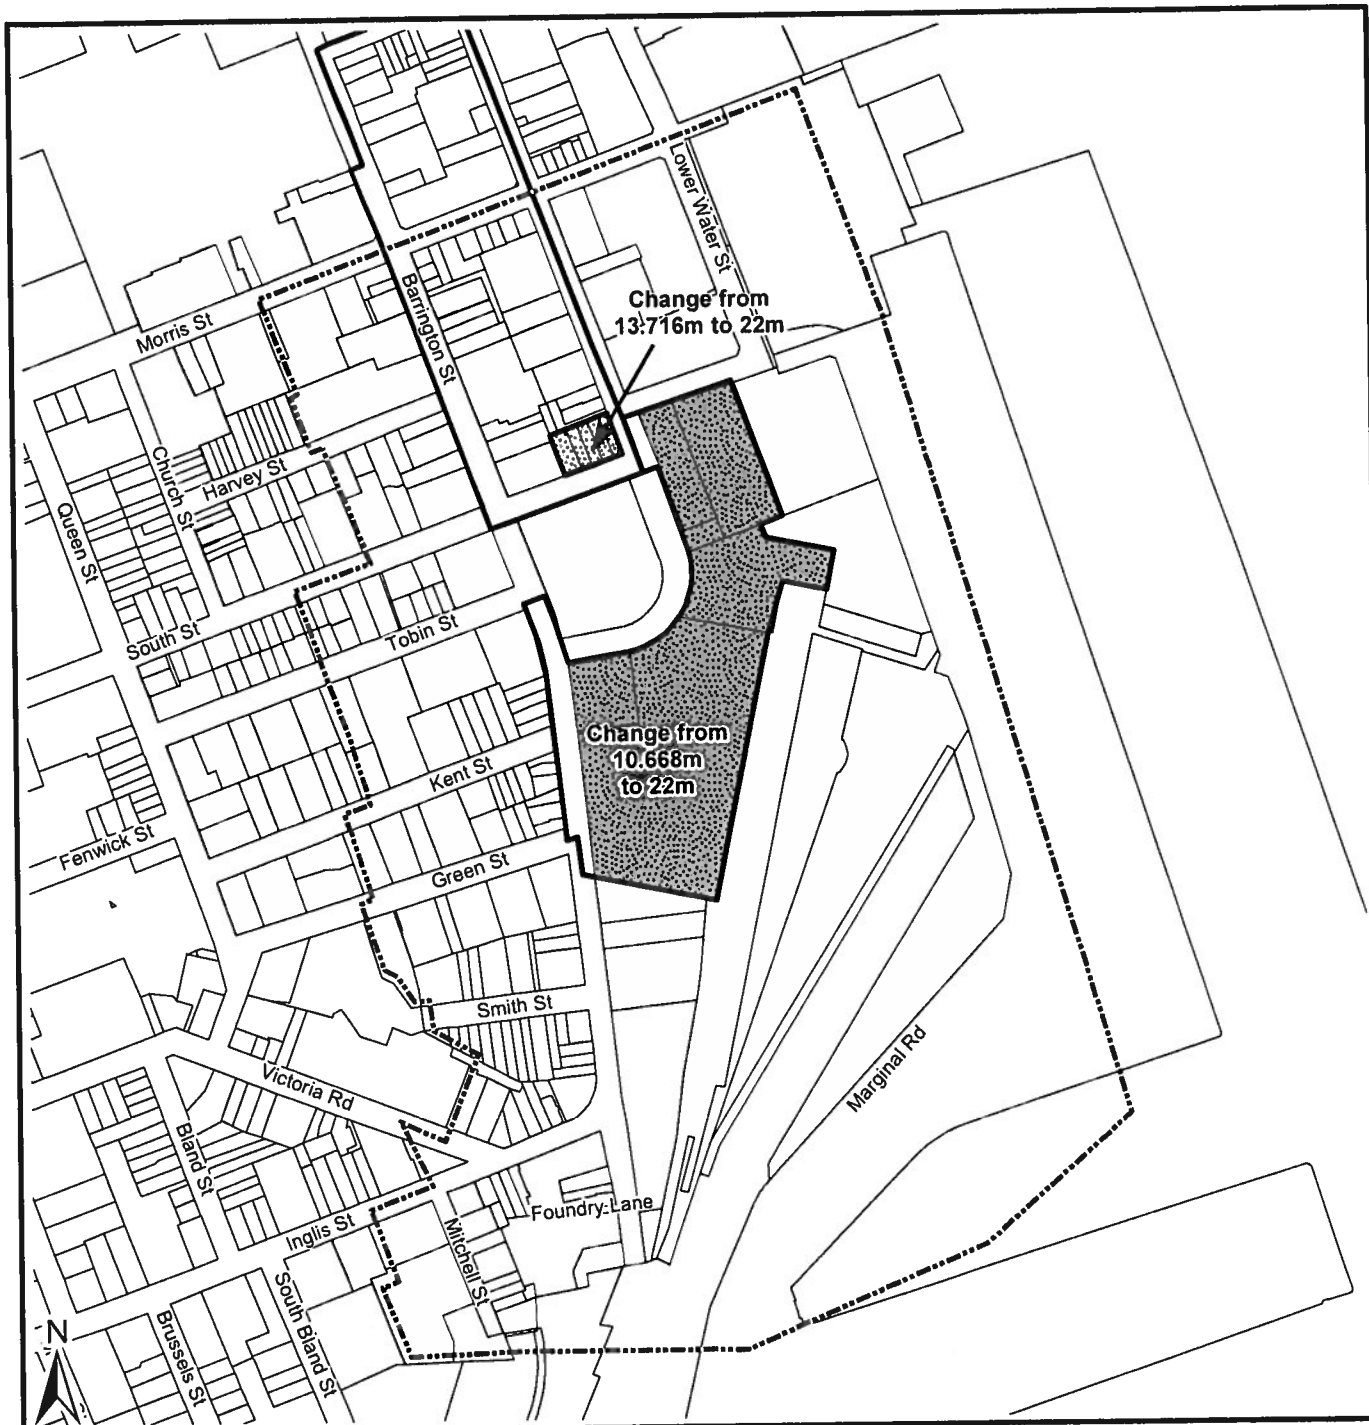 Lower Water St
Change from
13.716m to 22m
Barrington St
Morris St
Church St
Harvey St
Queen St
South St
Tobin St
Change from
10.668m
to 22m
Kent St
Fenwick St
Green St
Smith St
Victoria Rd
Marginal Rd
Bland St
Foundry Lane
Inglis St
Mitchell St
South Bland St
Brussels St
N